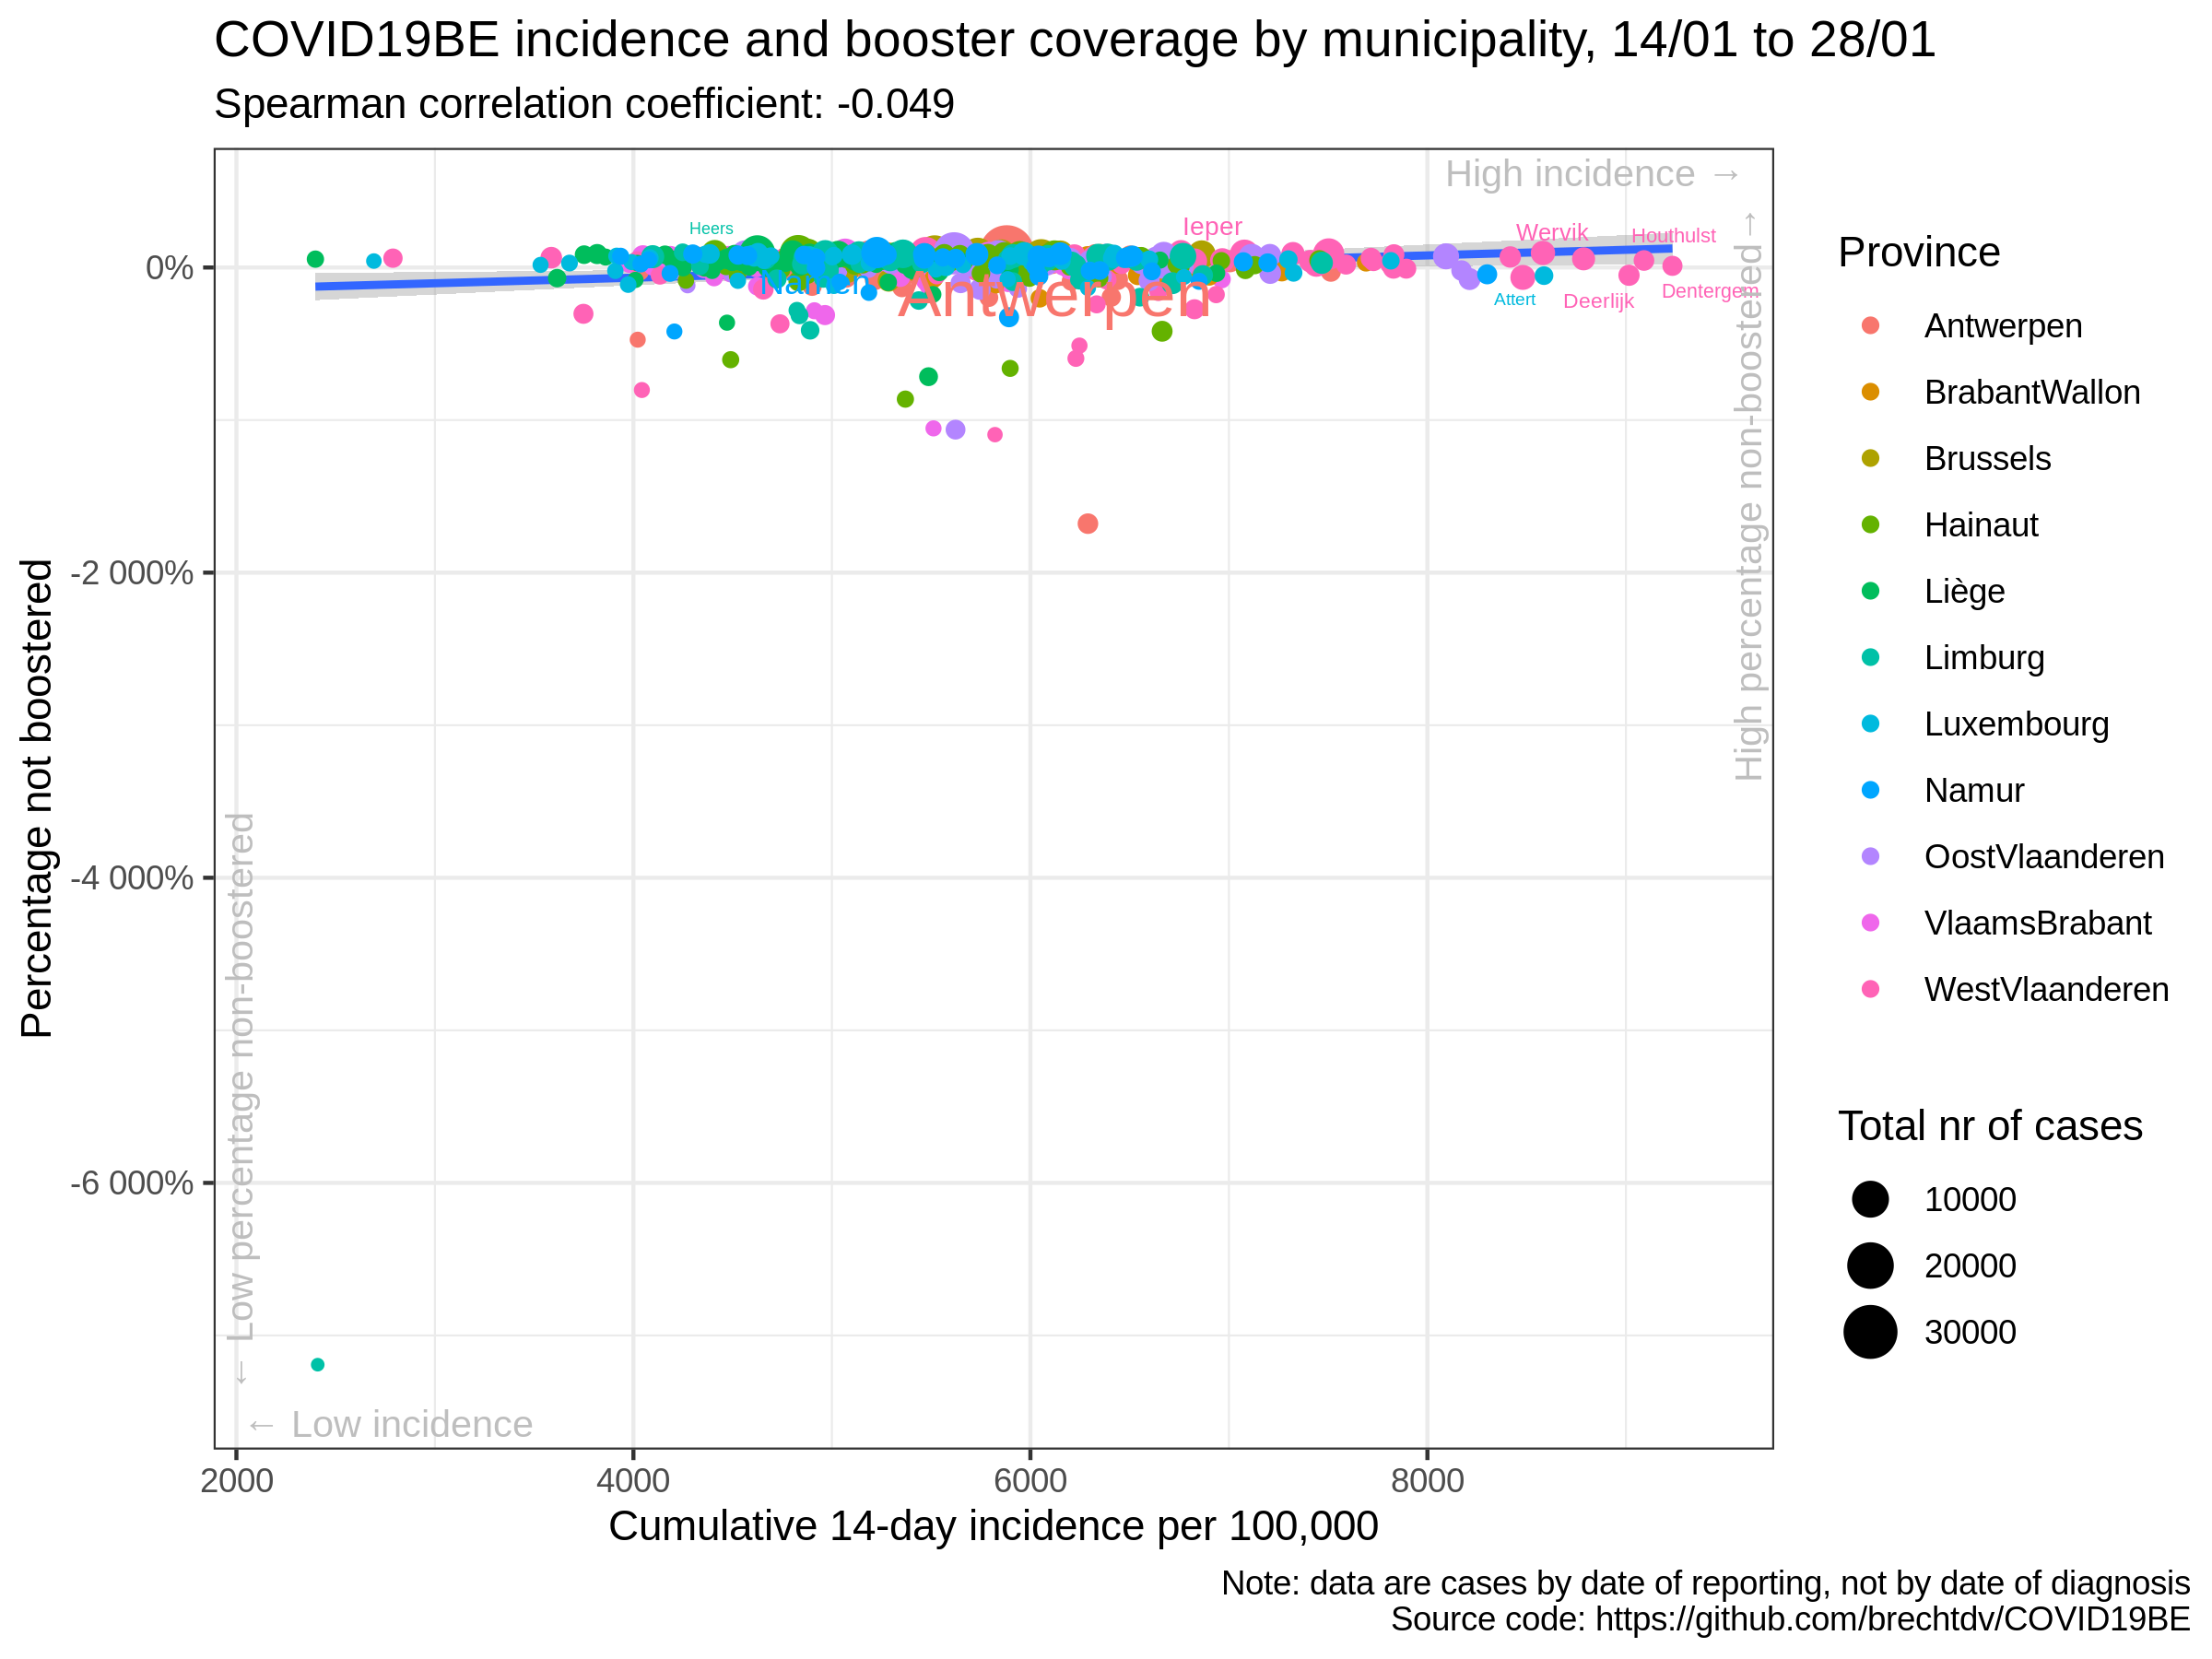 COVID19BE incidence and booster coverage by municipality, 14/01 to 28/01
Spearman correlation coefficient: -0.049
High incidence →
Heers
Ieper
Wervik
Houthulst
Namen
Antwerpen
Attert
Deerlijk
Dentergem
High percentage non-boostered →
0%
-2 000%
-4 000%
-6 000%
Percentage not boostered
← Low percentage non-boostered
← Low incidence
2000
4000
6000
8000
Cumulative 14-day incidence per 100,000
Province
Antwerpen
BrabantWallon
Brussels
Hainaut
Liège
Limburg
Luxembourg
Namur
OostVlaanderen
VlaamsBrabant
WestVlaanderen
Total nr of cases
10000
20000
30000
Note: data are cases by date of reporting, not by date of diagnosis
Source code: https://github.com/brechtdv/COVID19BE